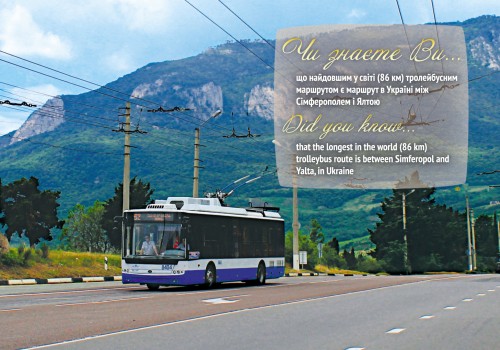 Чи знаєте Ви...
що найдовшим у світі (86 км) тролейбусним
маршрутом є маршрут в Україні між
Сімферополем і Ялтою
Did you know...
that the longest in the world (86 km)
trolleybus route is between Simferopol and
Yalta, in Ukraine